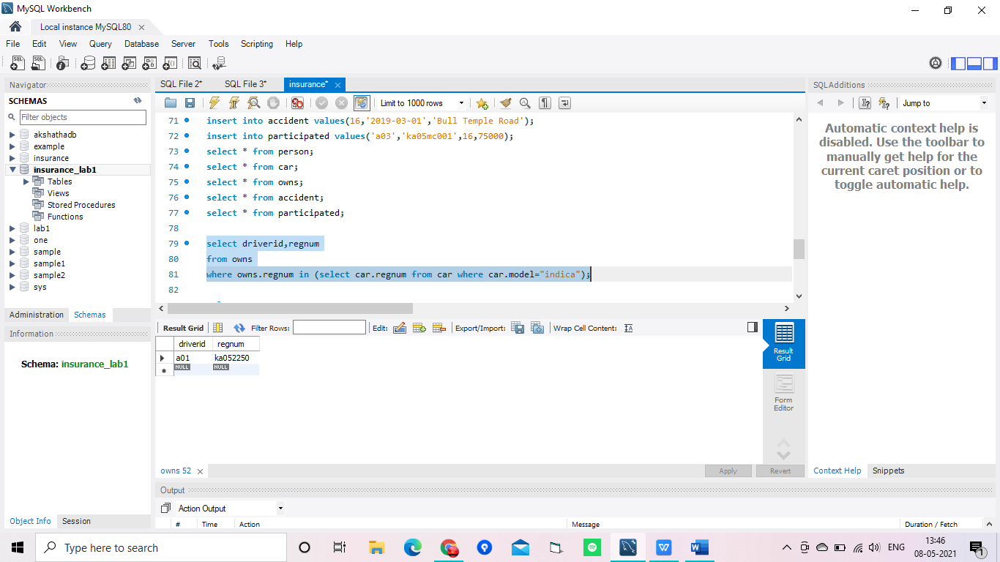 MySQL Workbench
Local instance MySQL80
File Edit View Query Database Server Tools Scripting Help
Navigator
SCHEMAS
Filter objects
akshathadb
example
insurance
insurance_lab1
Tables
Views
Stored Procedures
Functions
lab1
one
sample
sample1
sample2
sys
Administration Schemas
Information
Schema: insurance_lab1
Object Info Session
SQL File 2* SQL File 3* insurance*
Limit to 1000 rows
71 insert into accident values(16,'2019-03-01','Bull Temple Road');
72 insert into participated values('a03','ka05mc001',16,75000);
73 select * from person;
74 select * from car;
75 select * from owns;
76 select * from accident;
77 select * from participated;
78
79 select driverid,regnum
80 from owns
81 where owns.regnum in (select car.regnum from car where car.model="indica");
82
Result Grid Filter Rows: Edit: Export/Import: Wrap Cell Content:
driverid regnum
a01 ka052250
NULL NULL
Result Grid
Form Editor
owns 52 Apply Revert
Output
Action Output
# Time Action Message Duration / Fetch
SQLAdditions
Jump to
Automatic context help is
disabled. Use the toolbar to
manually get help for the
current caret position or to
toggle automatic help.
Context Help Snippets
Type here to search
ENG
13:46
08-05-2021
1